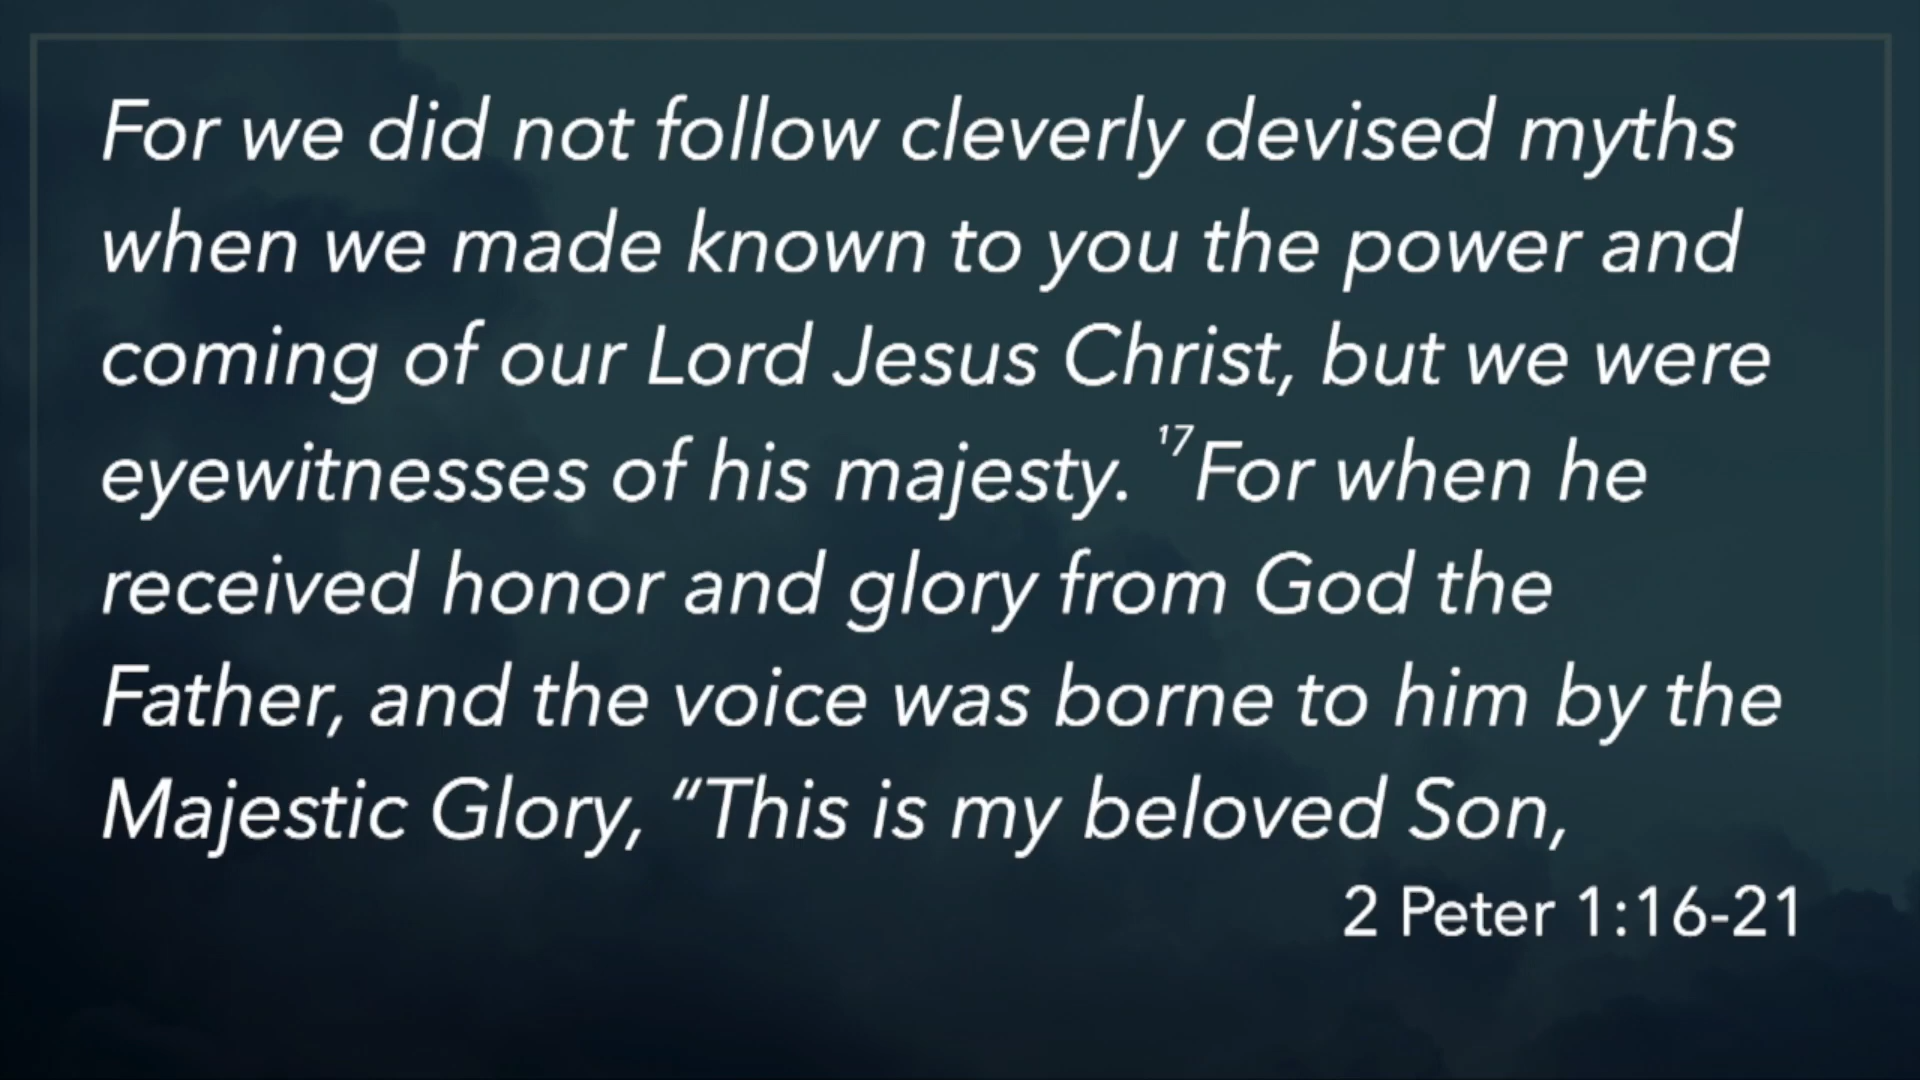 For we did not follow cleverly devised myths
when we made known to you the power and
coming of our Lord Jesus Christ, but we were
eyewitnesses of his majesty. ¹⁷For when he
received honor and glory from God the
Father, and the voice was borne to him by the
Majestic Glory, “This is my beloved Son,
2 Peter 1:16-21